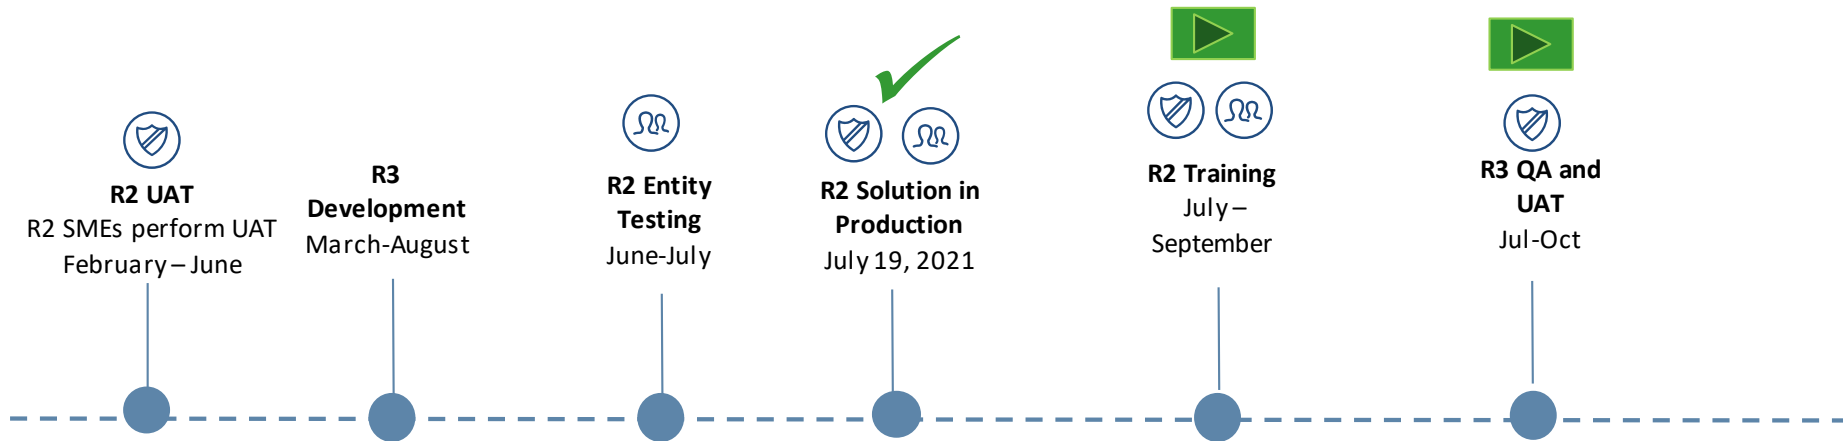 R2 UAT
R2 SMEs perform UAT
February – June
R3
Development
March-August
R2 Entity
Testing
June-July
R2 Solution in
Production
July 19, 2021
R2 Training
July –
September
R3 QA and
UAT
Jul-Oct